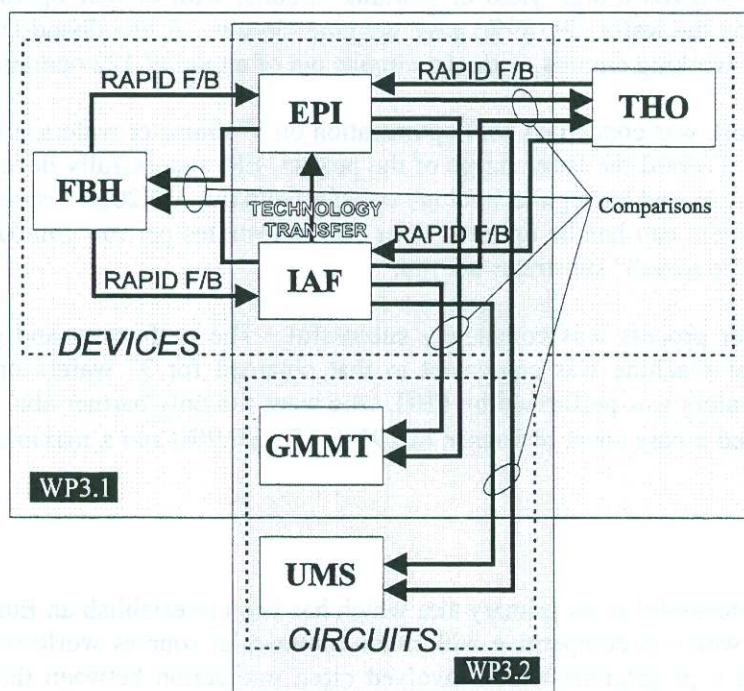 RAPID F/B
RAPID F/B
EPI
THO
FBH
Comparisons
TECHNOLOGY
TRANSFER
RAPID F/B
RAPID F/B
IAF
DEVICES
GMMT
WP3.1
UMS
CIRCUITS
WP3.2